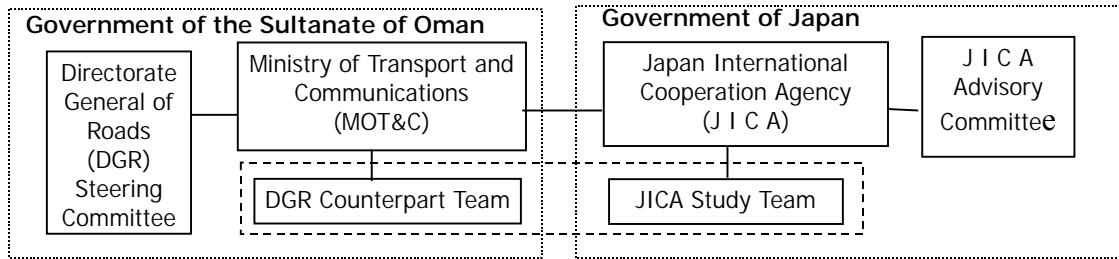 Government of the Sultanate of Oman
Directorate
General of
Roads
(DGR)
Steering
Committee
Ministry of Transport and
Communications
(MOT&C)
DGR Counterpart Team
Government of Japan
Japan International
Cooperation Agency
(J I C A)
JICA Study Team
J I C A
Advisory
Committee